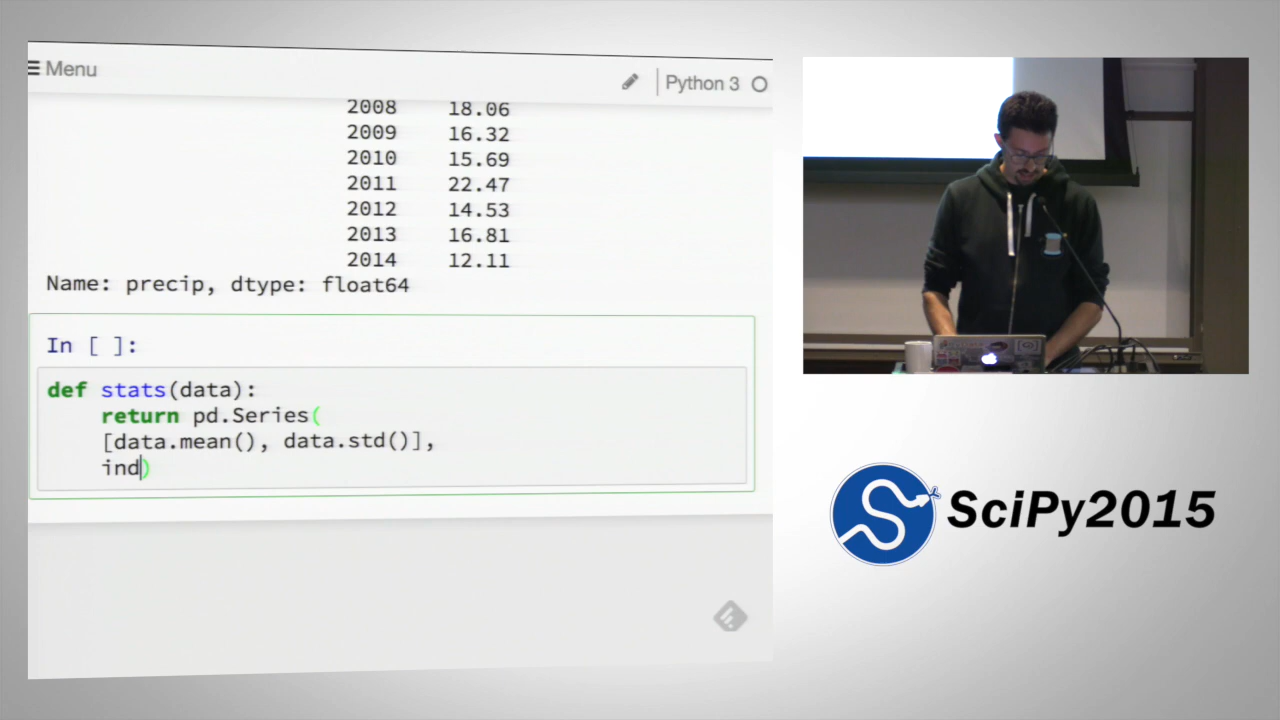 Menu
Python 3
2008 18.06
2009 16.32
2010 15.69
2011 22.47
2012 14.53
2013 16.81
2014 12.11
Name: precip, dtype: float64
In [ ]:
def stats(data):
return pd.Series(
[data.mean(), data.std()],
ind)
SciPy2015